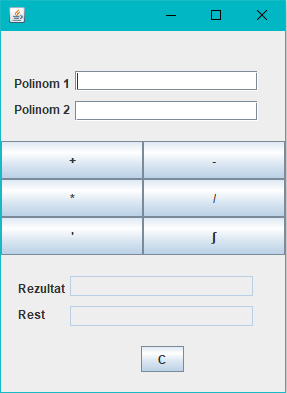 Polinom 1
Polinom 2
+ -
* /
' ∫
Rezultat
Rest
C